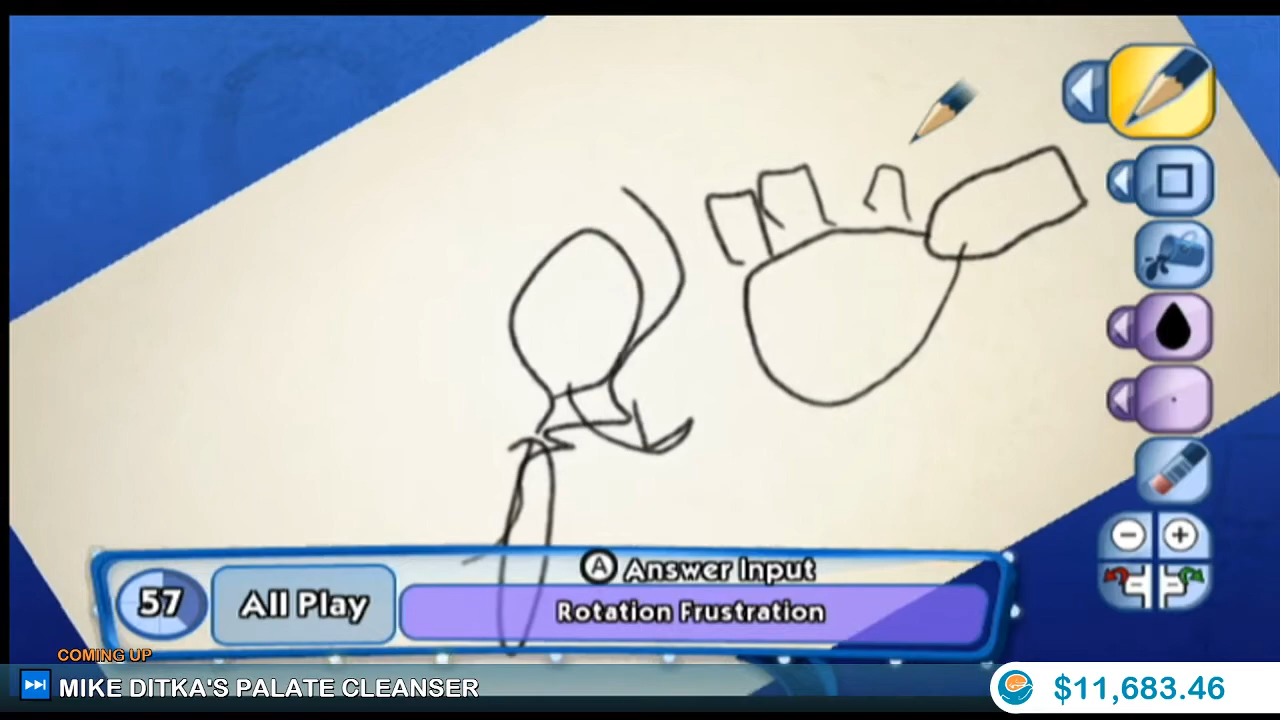 A Answer Input
57
All Play
Rotation Frustration
COMING UP
MIKE DITKA'S PALATE CLEANSER
$11,683.46